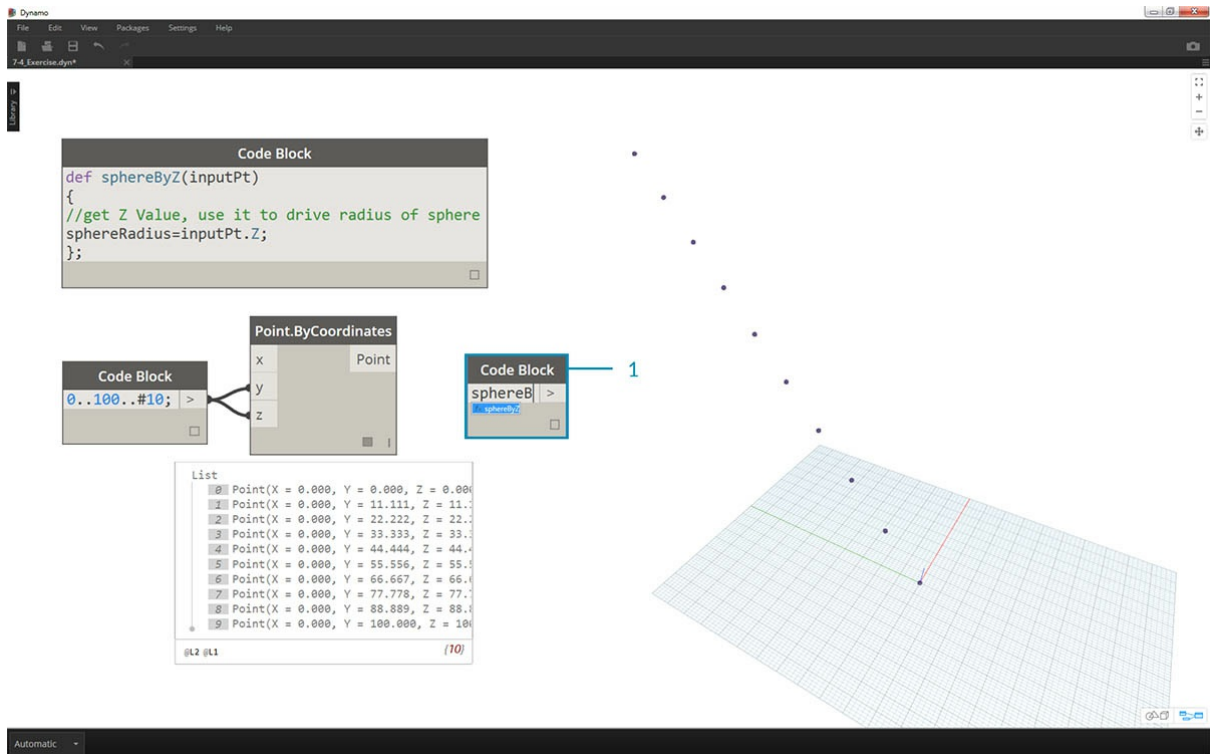 Dynamo
File Edit View Packages Settings Help
7-4_Exercise.dyn*
Library
Code Block
def sphereByZ(inputPt)
{
//get Z Value, use it to drive radius of sphere
sphereRadius=inputPt.Z;
};
Point.ByCoordinates
x Point
y
z
Code Block
0..100..#10; >
Code Block
sphereB >
sphereByZ
1
List
0 Point(X = 0.000, Y = 0.000, Z = 0.000
1 Point(X = 0.000, Y = 11.111, Z = 11.
2 Point(X = 0.000, Y = 22.222, Z = 22.
3 Point(X = 0.000, Y = 33.333, Z = 33.
4 Point(X = 0.000, Y = 44.444, Z = 44.
5 Point(X = 0.000, Y = 55.556, Z = 55.
6 Point(X = 0.000, Y = 66.667, Z = 66.
7 Point(X = 0.000, Y = 77.778, Z = 77.
8 Point(X = 0.000, Y = 88.889, Z = 88.
9 Point(X = 0.000, Y = 100.000, Z = 10
@L2 @L1 {10}
Automatic